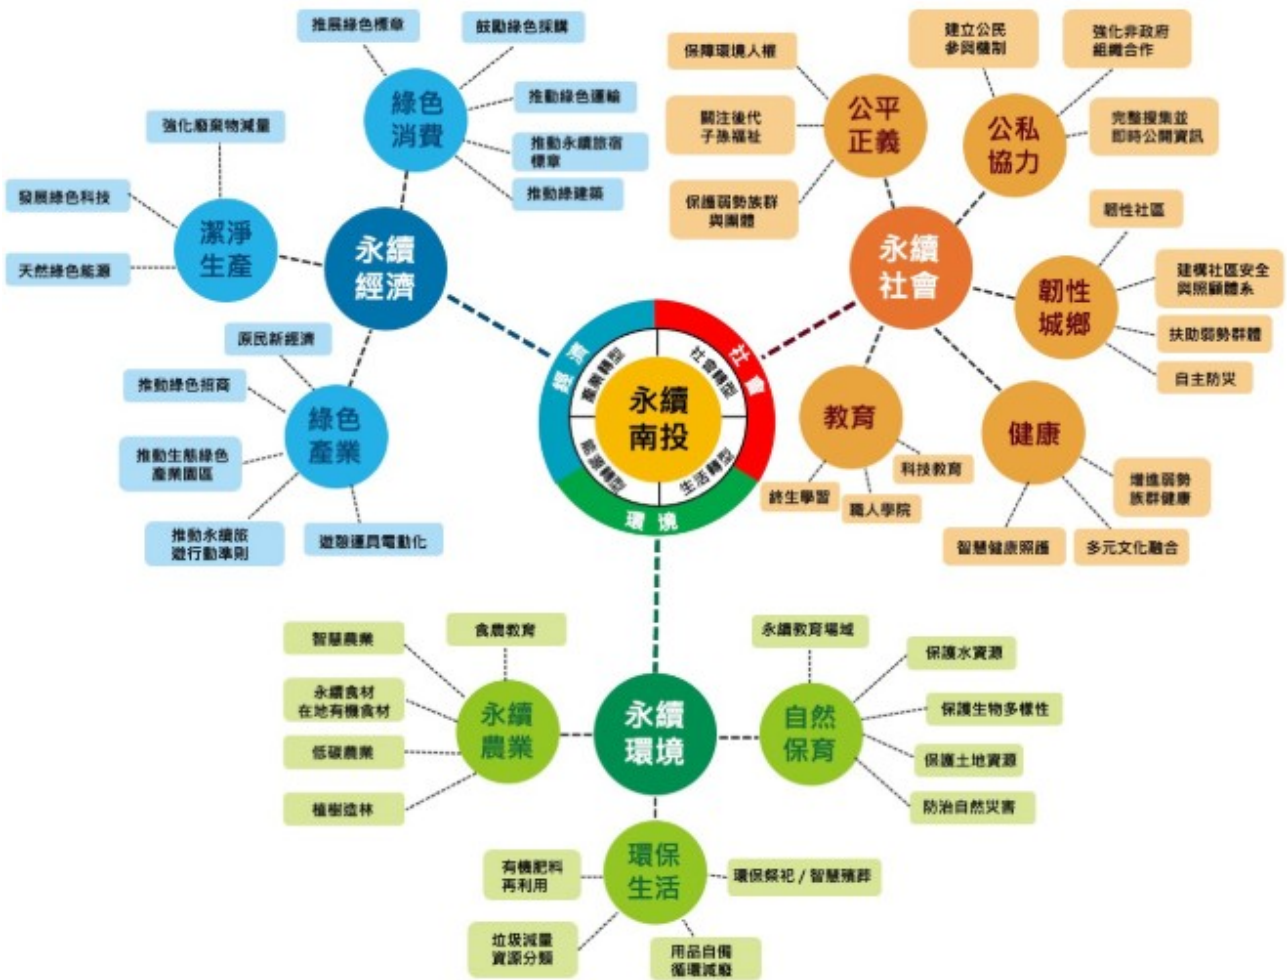 推展綠色標章
鼓勵綠色採購
推動綠色運輸
推動永續旅宿
標章
推動綠建築
綠色
消費
強化廢棄物減量
發展綠色科技
天然綠色能源
潔淨
生產
永續
經濟
原民新經濟
推動綠色招商
推動生態綠色
產業園區
推動永續旅
遊行動準則
遊憩運具電動化
綠色
產業
保障環境人權
關注後代
子孫福祉
保護弱勢族群
與團體
公平
正義
建立公民
參與機制
強化非政府
組織合作
完整搜集並
即時公開資訊
公私
協力
永續
社會
韌性社區
建構社區安全
與照顧體系
扶助弱勢群體
自主防災
韌性
城鄉
教育
終生學習
職人學院
科技教育
健康
增進弱勢
族群健康
智慧健康照護
多元文化融合
經濟
社會
環境
產業轉型
社會轉型
能源轉型
生活轉型
永續
南投
智慧農業
食農教育
永續食材
在地有機食材
低碳農業
植樹造林
永續
農業
永續
環境
永續教育場域
保護水資源
保護生物多樣性
保護土地資源
防治自然災害
自然
保育
環保
生活
有機肥料
再利用
環保祭祀 / 智慧殯葬
垃圾減量
資源分類
用品自備
循環減廢